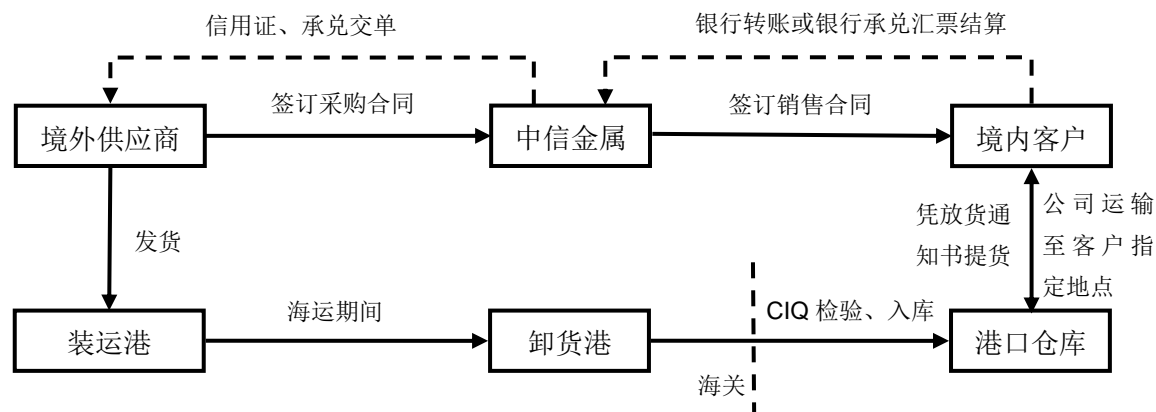 信用证、承兑交单
银行转账或银行承兑汇票结算
签订采购合同
签订销售合同
境外供应商
中信金属
境内客户
发货
凭放货通
知书提货
公司运输
至客户指
定地点
海运期间
CIQ 检验、入库
装运港
卸货港
港口仓库
海关